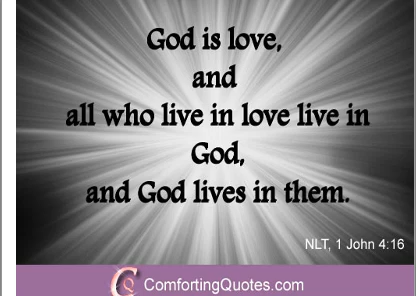 God is love,
and
all who live in love live in
God,
and God lives in them.
NLT, 1 John 4:16
CQ ComfortingQuotes.com